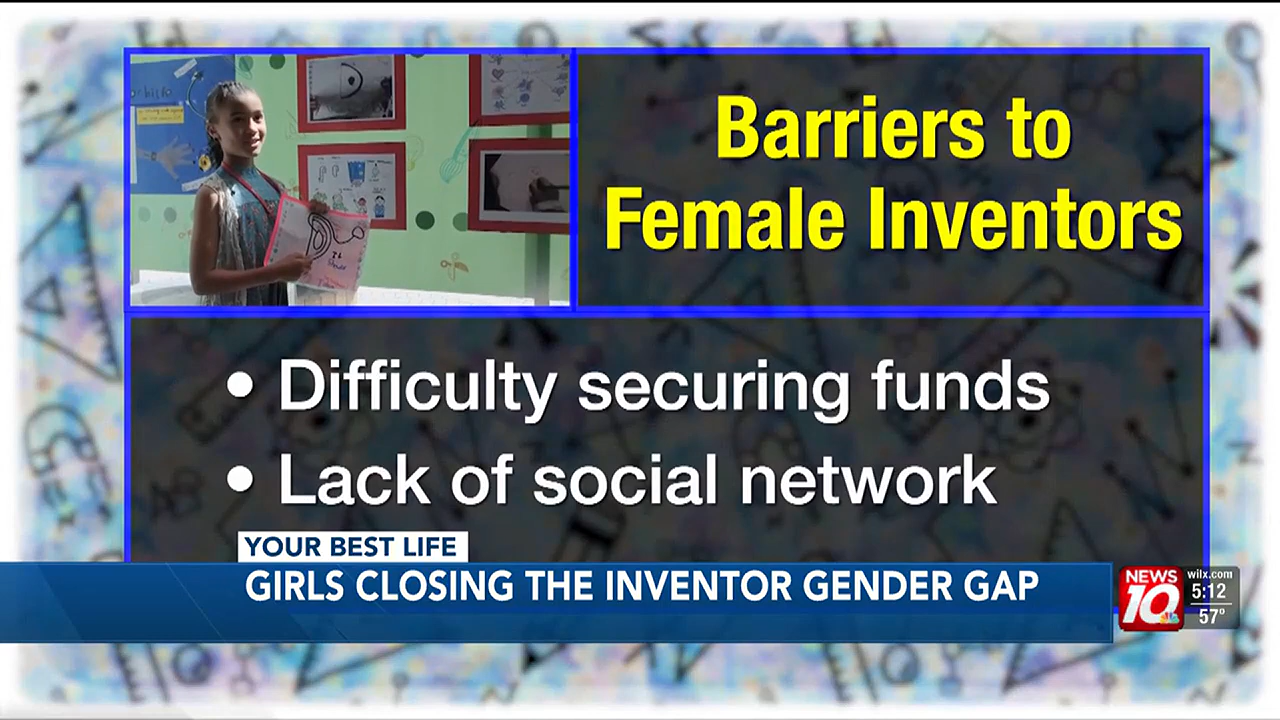 Barriers to
Female Inventors
• Difficulty securing funds
• Lack of social network
YOUR BEST LIFE
GIRLS CLOSING THE INVENTOR GENDER GAP
NEWS
10
wilx.com
5:12
57°